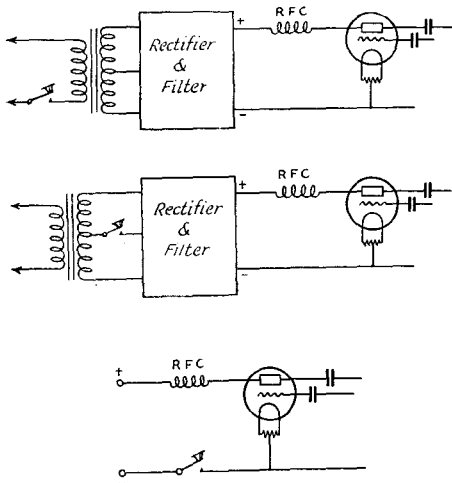 RFC
+
Rectifier
&
Filter
-
RFC
+
Rectifier
&
Filter
-
RFC
+